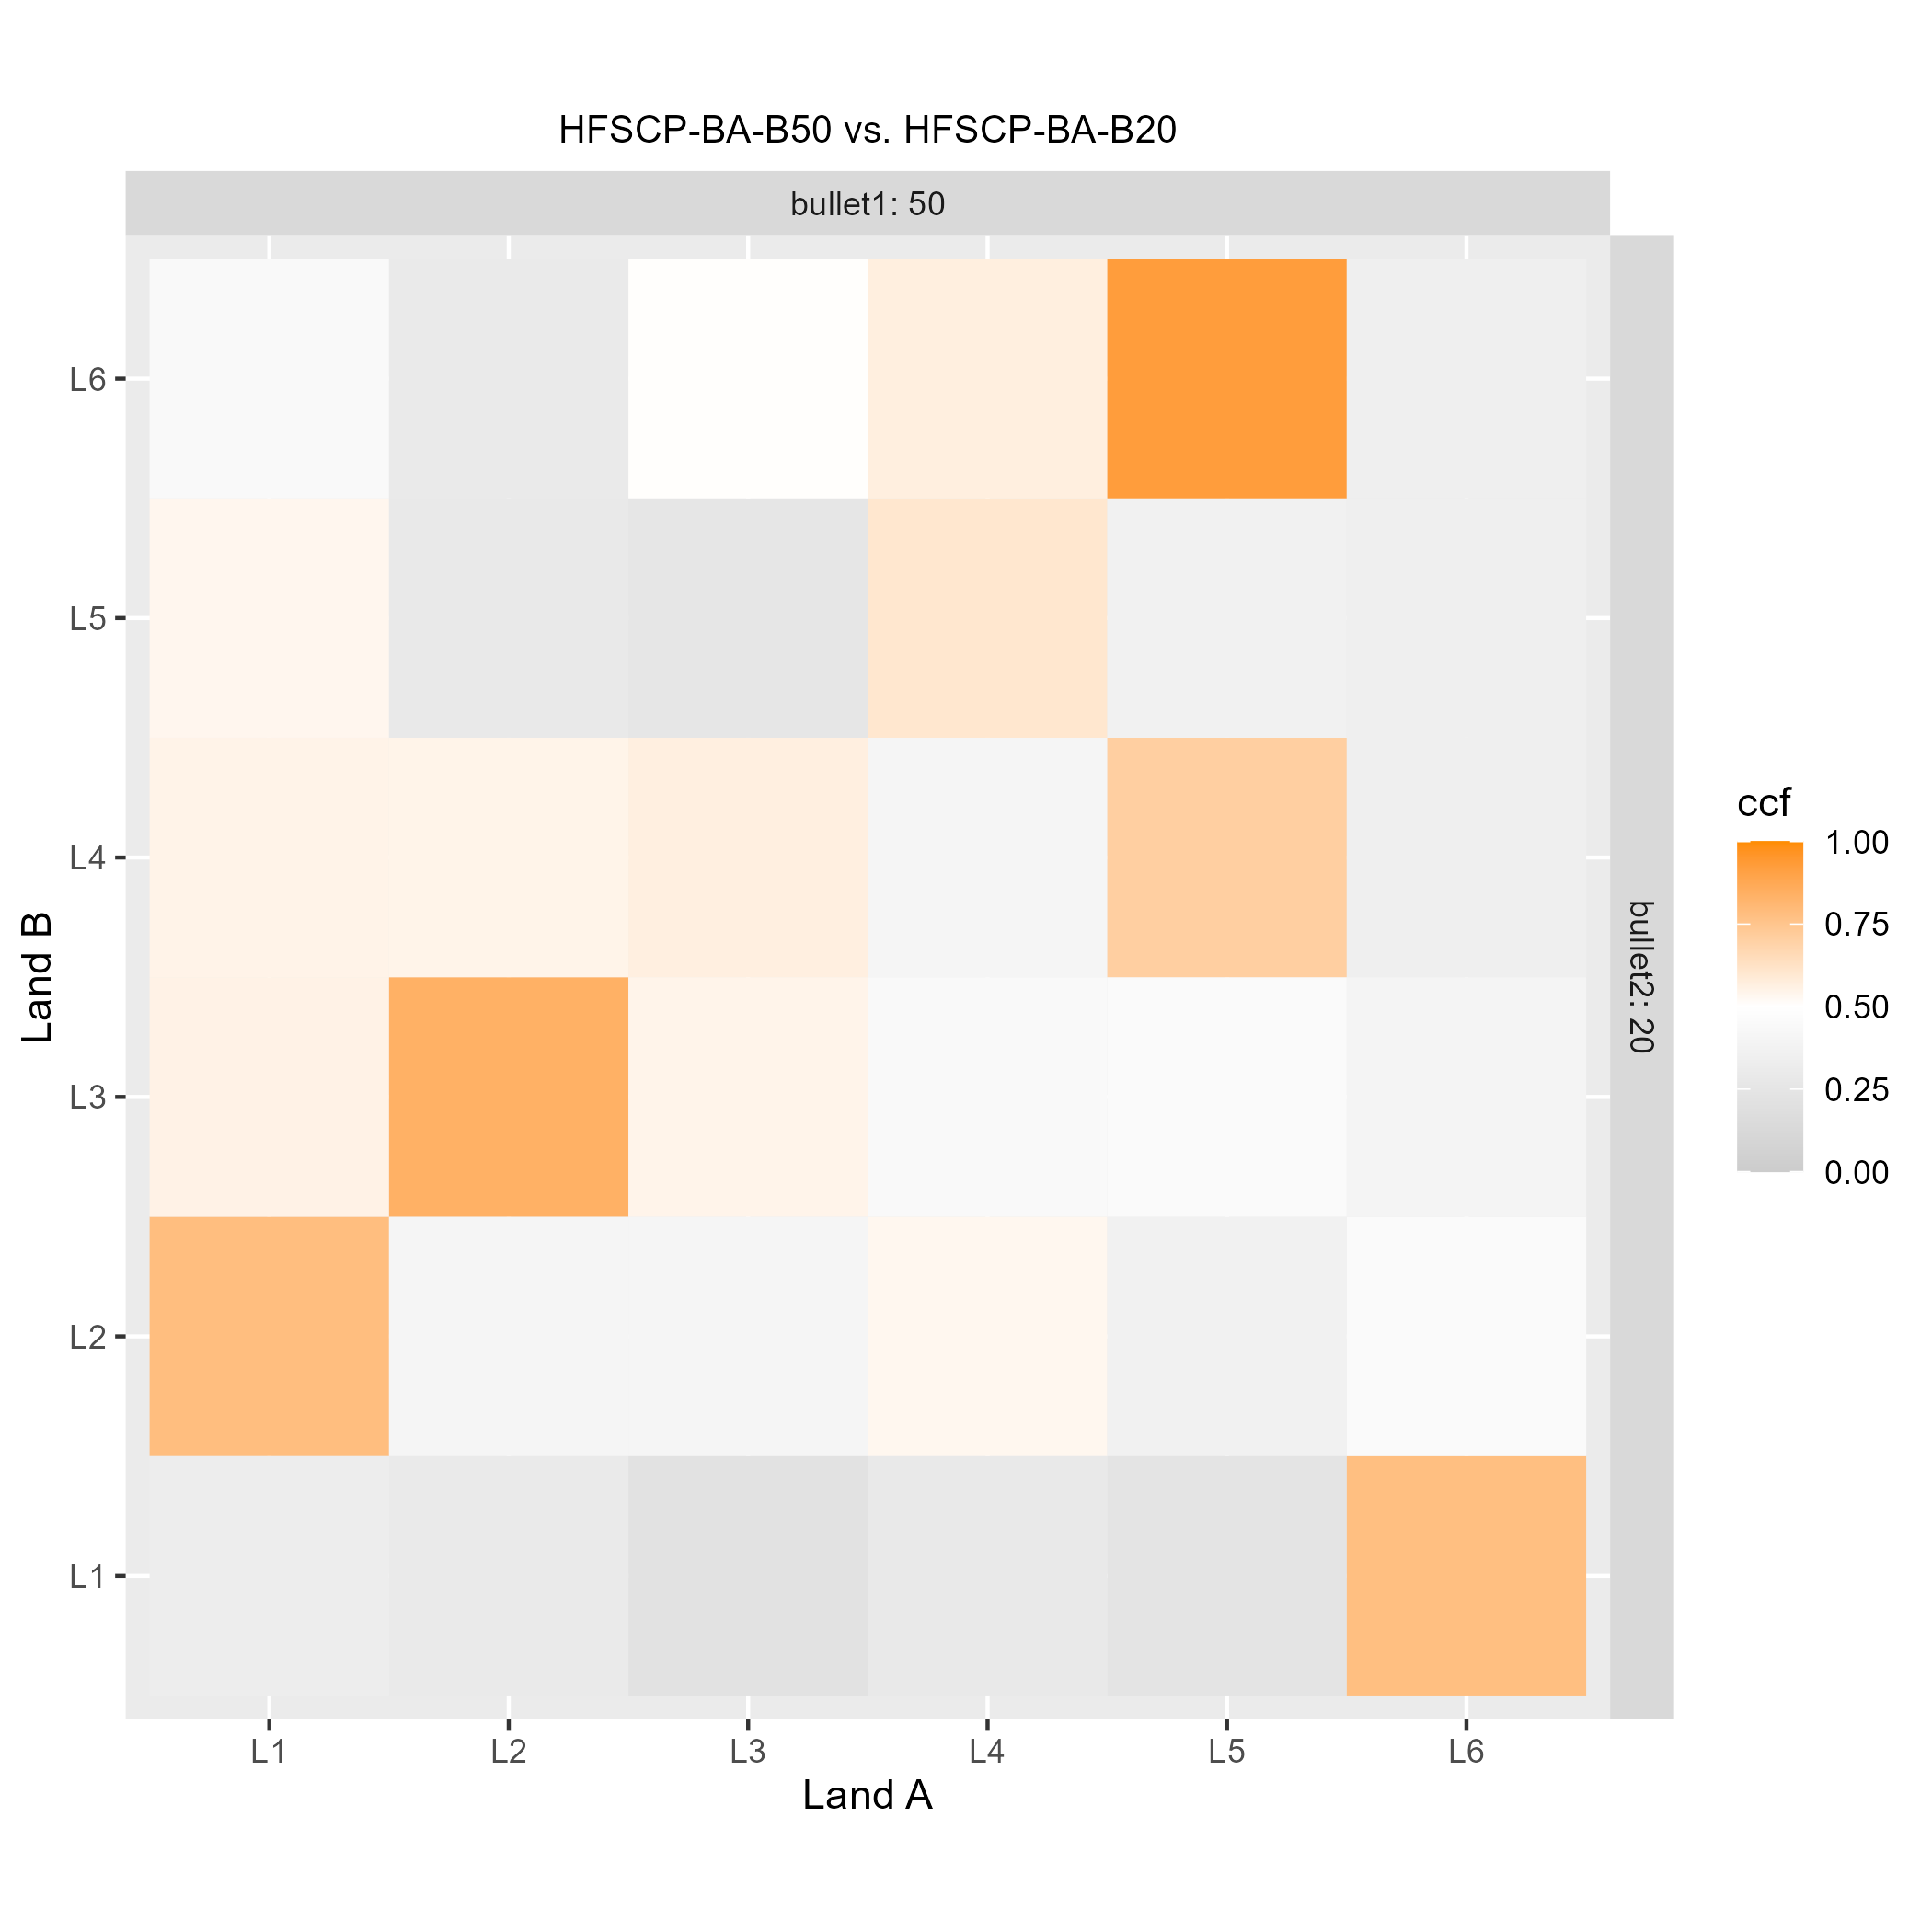 HFSCP-BA-B50 vs. HFSCP-BA-B20
bullet1: 50
L6
L5
L4
L3
L2
L1
Land B
bullet2: 20
L1 L2 L3 L4 L5 L6
Land A
ccf
1.00
0.75
0.50
0.25
0.00